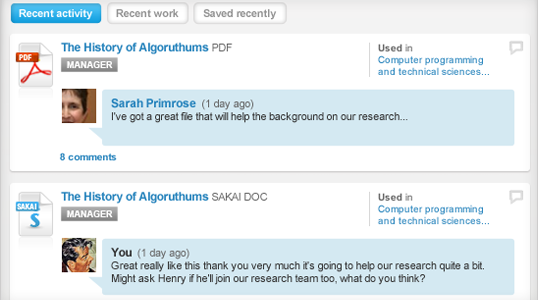 Recent activity Recent work Saved recently
PDF
The History of Algoruthums PDF
MANAGER
Used in
Computer programming
and technical sciences...
Sarah Primrose (1 day ago)
I've got a great file that will help the background on our research...
8 comments
SAKAI
S
The History of Algoruthums SAKAI DOC
MANAGER
Used in
Computer programming
and technical sciences...
You (1 day ago)
Great really like this thank you very much it's going to help our research quite a bit.
Might ask Henry if he'll join our research team too, what do you think?